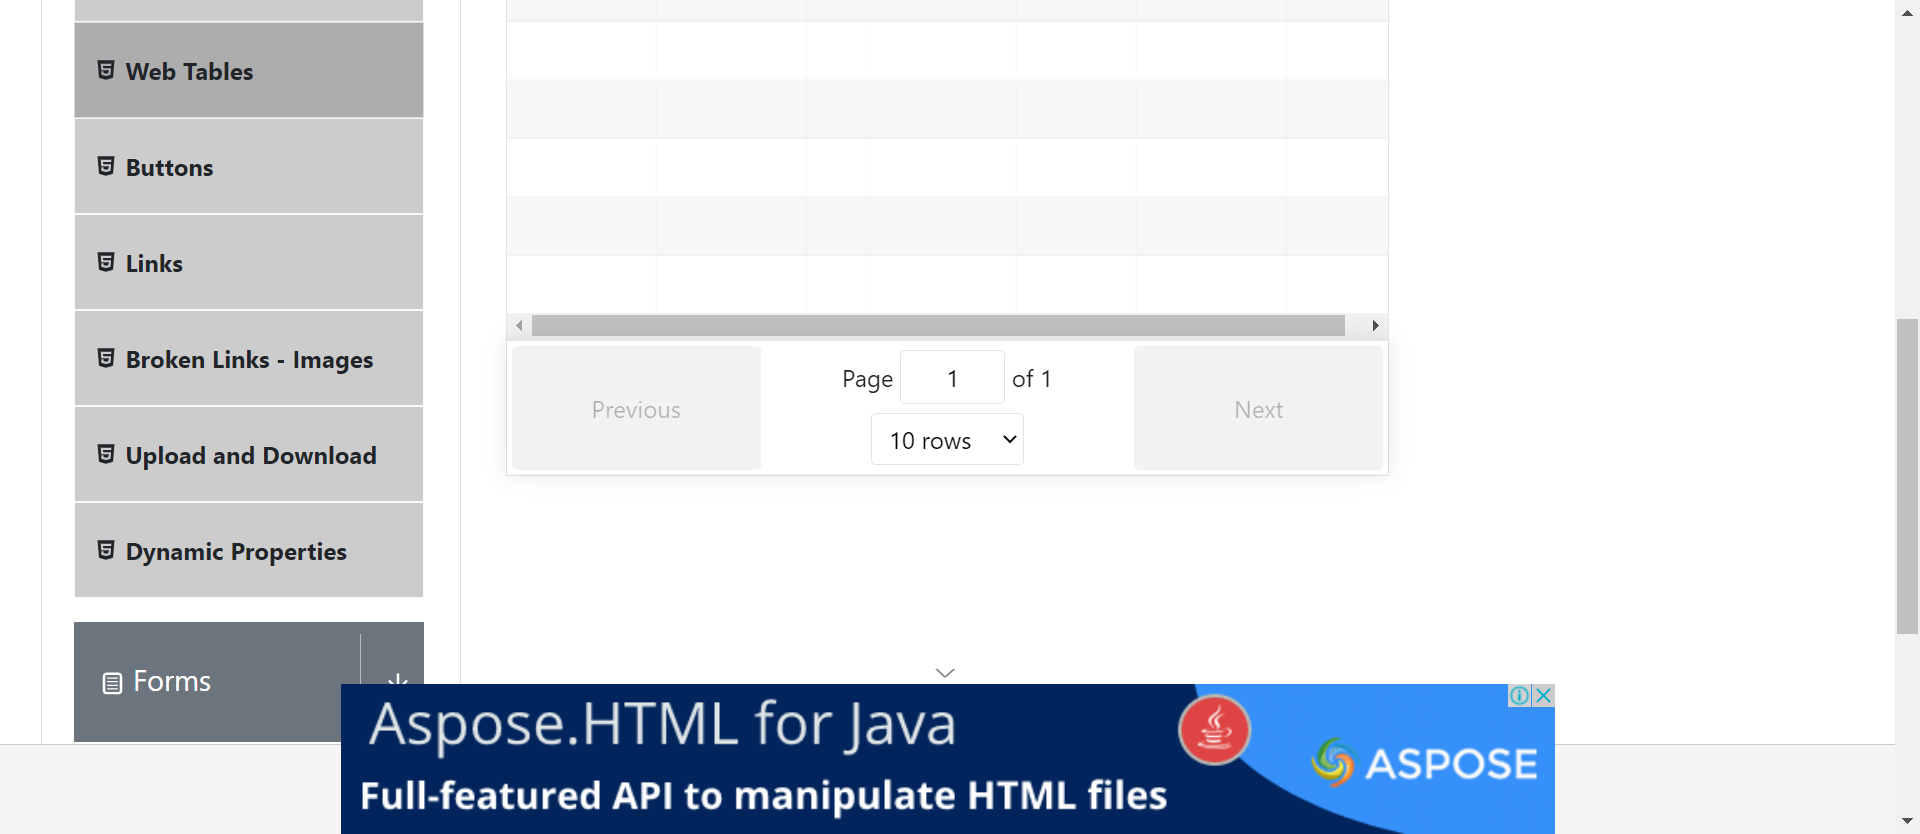 Web Tables
Buttons
Links
Broken Links - Images
Upload and Download
Dynamic Properties
Forms
Previous
Page 1 of 1
10 rows
Next
Aspose.HTML for Java
Full-featured API to manipulate HTML files
ASPOSE